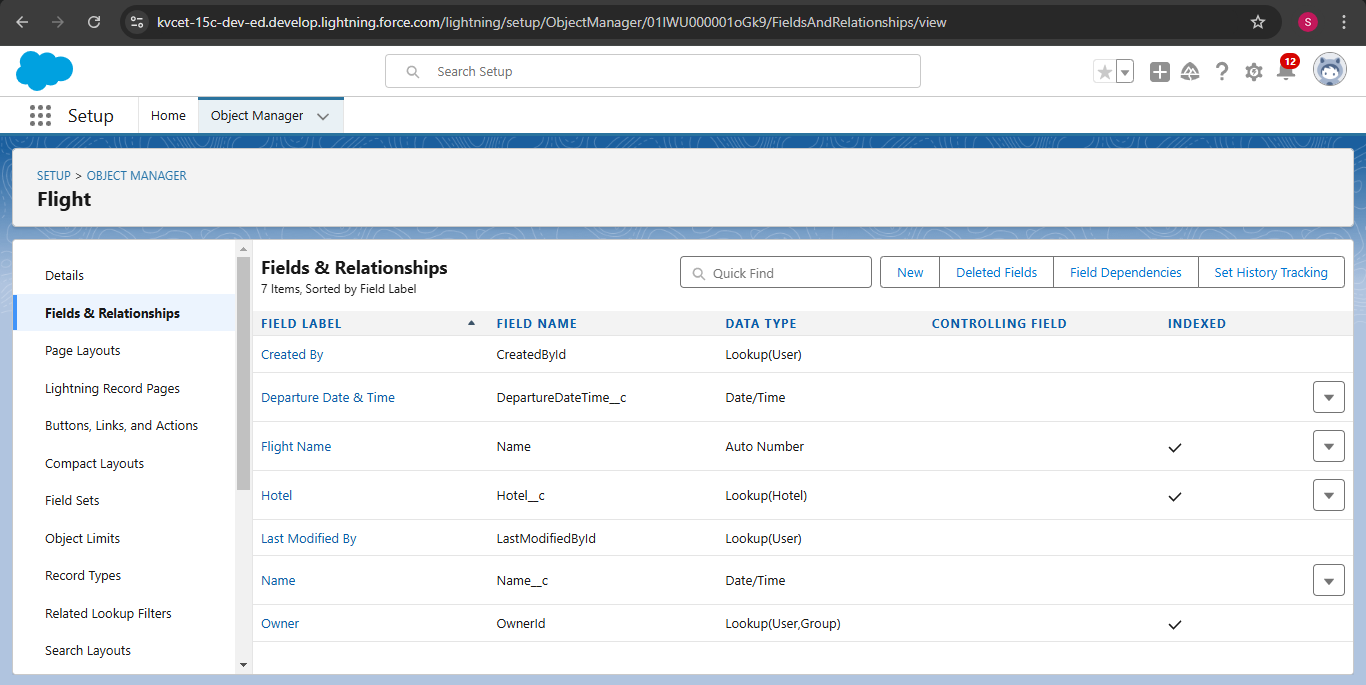 kvcet-15c-dev-ed.develop.lightning.force.com/lightning/setup/ObjectManager/01IWU000001oGk9/FieldsAndRelationships/view
S
Search Setup
12
Setup
Home
Object Manager
SETUP > OBJECT MANAGER
Flight
Details
Fields & Relationships
Page Layouts
Lightning Record Pages
Buttons, Links, and Actions
Compact Layouts
Field Sets
Object Limits
Record Types
Related Lookup Filters
Search Layouts
Fields & Relationships
7 Items, Sorted by Field Label
Quick Find
New
Deleted Fields
Field Dependencies
Set History Tracking
FIELD LABEL FIELD NAME DATA TYPE CONTROLLING FIELD INDEXED
Created By CreatedById Lookup(User)
Departure Date & Time DepartureDateTime__c Date/Time
Flight Name Name Auto Number
Hotel Hotel__c Lookup(Hotel)
Last Modified By LastModifiedById Lookup(User)
Name Name__c Date/Time
Owner OwnerId Lookup(User,Group)